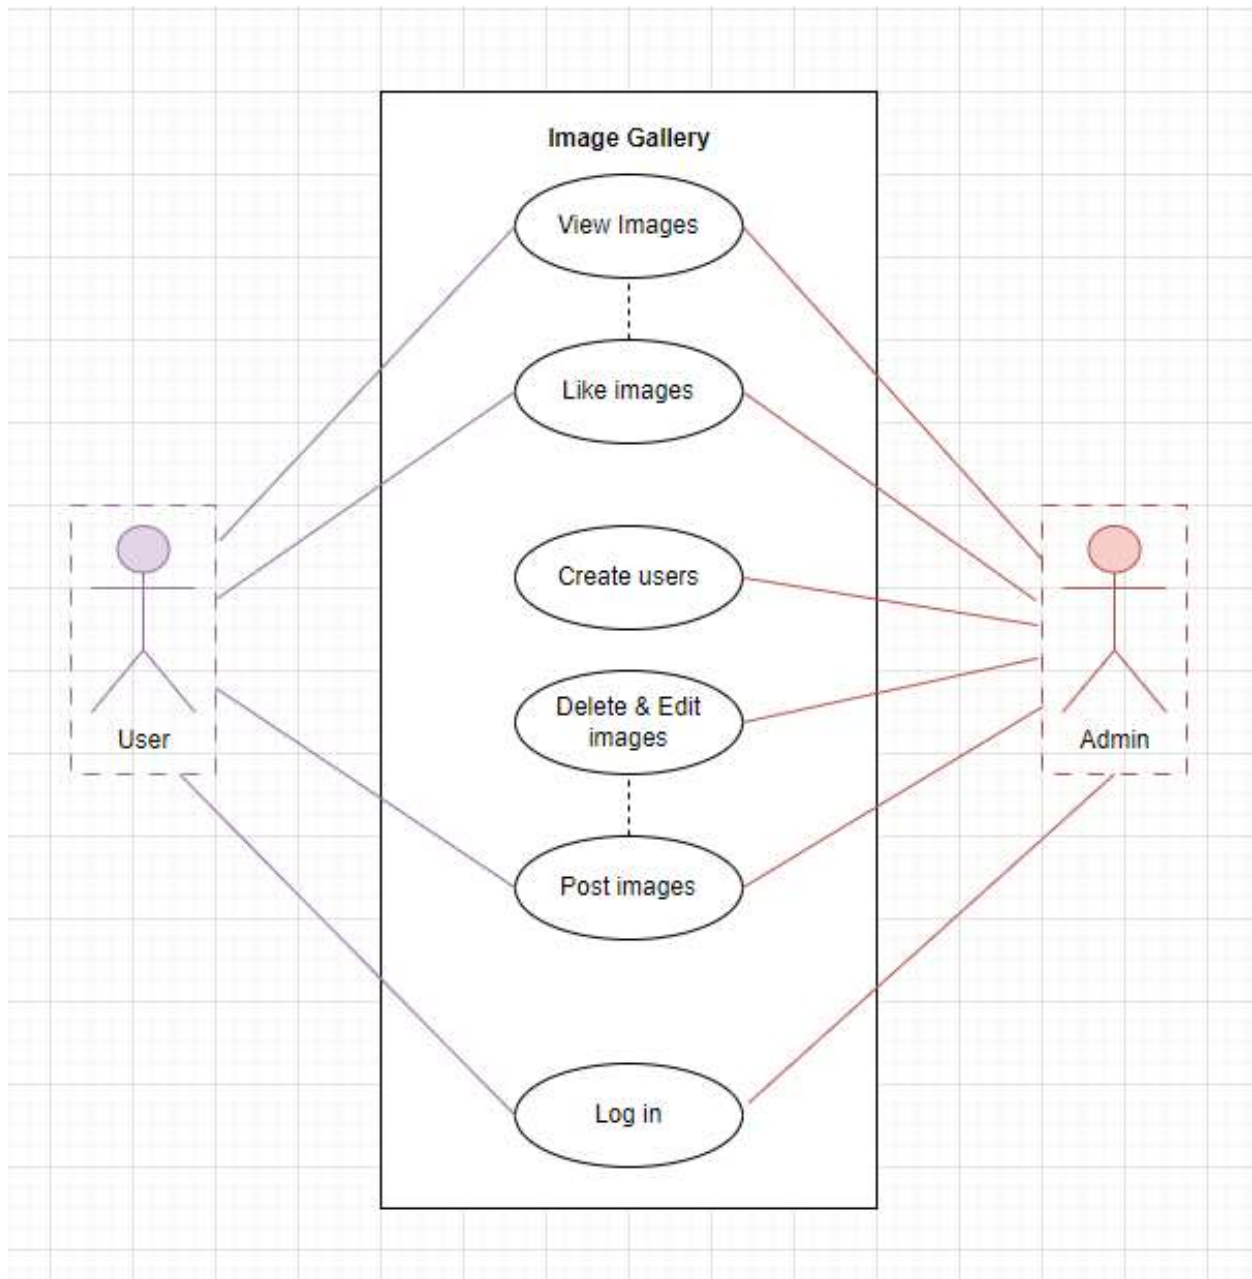 Image Gallery
View Images
Like images
Create users
Delete & Edit
images
User
Admin
Post images
Log in